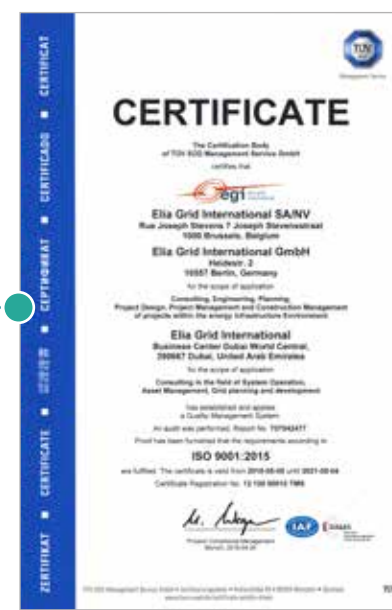 CERTIFICATE
The Certification Body
of TÜV SÜD Management Service GmbH
certifies that
egi
Elia Grid International SA/NV
Rue Joseph Stevens 7 Joseph Stevensstraat
1000 Brussels, Belgium
Elia Grid International GmbH
Heidestr. 2
10557 Berlin, Germany
for the scope of application
Consulting, Engineering, Planning,
Project Design, Project Management and Construction Management
of projects within the energy infrastructure Environment
Elia Grid International
Business Center Dubai World Central,
390667 Dubai, United Arab Emirates
for the scope of application
Consulting in the field of System Operation,
Asset Management, Grid planning and development
has established and applies
a Quality Management System
An audit was performed, Report No. 707042477
Proof has been furnished that the requirements according to
ISO 9001:2015
are fulfilled. The certificate is valid from until
Certificate Registration No. TMS
IAF
TÜV
ZERTIFIKAT ■ CERTIFICATE ■ ■ СЕРТИФИКАТ ■ CERTIFICADO ■ CERTIFICAT